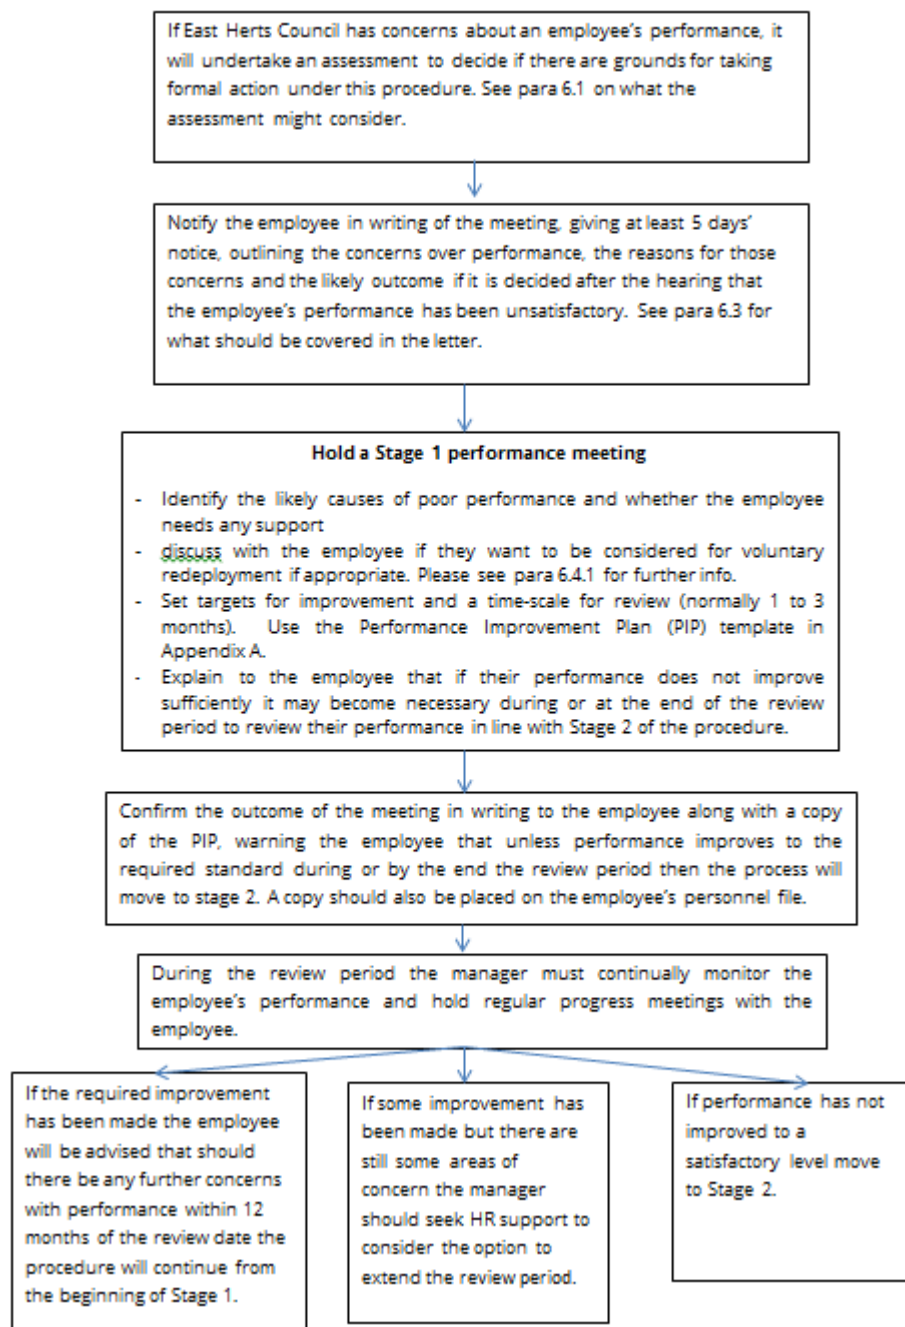 If East Herts Council has concerns about an employee's performance, it
will undertake an assessment to decide if there are grounds for taking
formal action under this procedure. See para 6.1 on what the
assessment might consider.
Notify the employee in writing of the meeting, giving at least 5 days'
notice, outlining the concerns over performance, the reasons for those
concerns and the likely outcome if it is decided after the hearing that
the employee's performance has been unsatisfactory. See para 6.3 for
what should be covered in the letter.
Hold a Stage 1 performance meeting
- Identify the likely causes of poor performance and whether the employee
needs any support
- discuss with the employee if they want to be considered for voluntary
redeployment if appropriate. Please see para 6.4.1 for further info.
- Set targets for improvement and a time-scale for review (normally 1 to 3
months). Use the Performance Improvement Plan (PIP) template in
Appendix A.
- Explain to the employee that if their performance does not improve
sufficiently it may become necessary during or at the end of the review
period to review their performance in line with Stage 2 of the procedure.
Confirm the outcome of the meeting in writing to the employee along with a copy
of the PIP, warning the employee that unless performance improves to the
required standard during or by the end the review period then the process will
move to stage 2. A copy should also be placed on the employee's personnel file.
During the review period the manager must continually monitor the
employee's performance and hold regular progress meetings with the
employee.
If the required improvement
has been made the employee
will be advised that should
there be any further concerns
with performance within 12
months of the review date the
procedure will continue from
the beginning of Stage 1.
If some improvement has
been made but there are
still some areas of
concern the manager
should seek HR support to
consider the option to
extend the review period.
If performance has not
improved to a
satisfactory level move
to Stage 2.